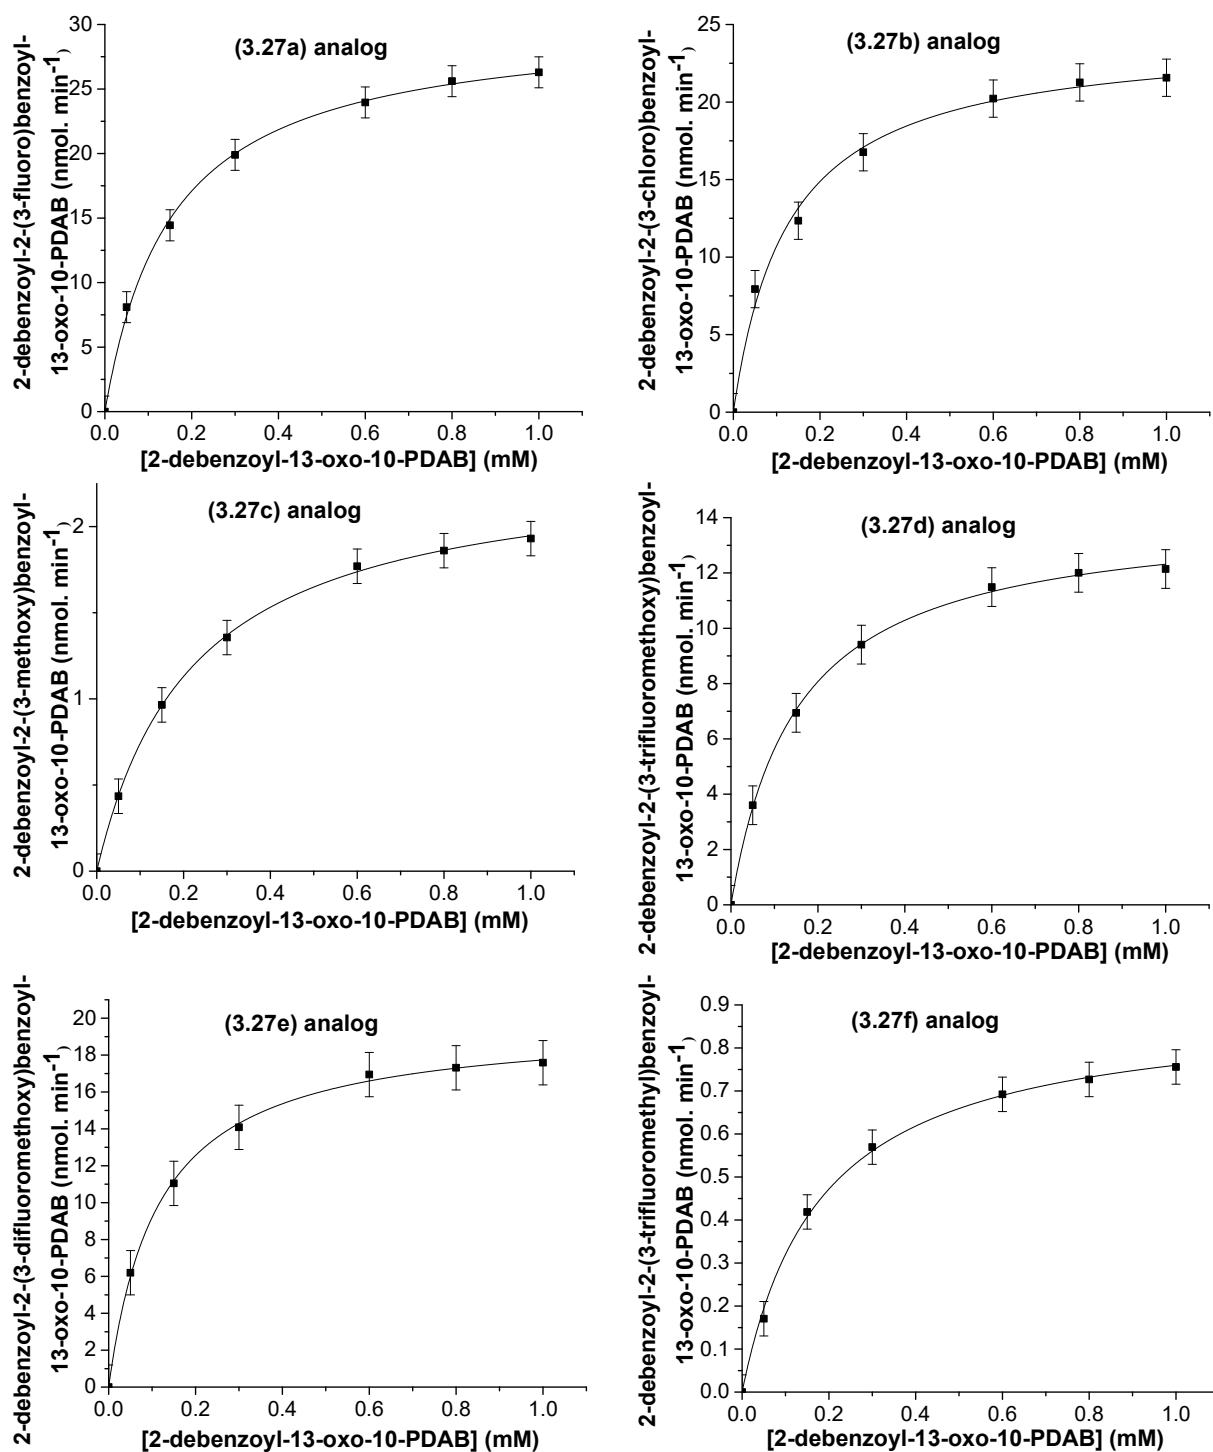 (3.27a) analog
2-debenzoyl-2-(3-fluoro)benzoyl-
13-oxo-10-PDAB (nmol. min-1)
30
25
20
15
10
5
0
0.0 0.2 0.4 0.6 0.8 1.0
[2-debenzoyl-13-oxo-10-PDAB] (mM)
(3.27b) analog
2-debenzoyl-2-(3-chloro)benzoyl-
13-oxo-10-PDAB (nmol. min-1)
25
20
15
10
5
0
0.0 0.2 0.4 0.6 0.8 1.0
[2-debenzoyl-13-oxo-10-PDAB] (mM)
(3.27c) analog
2-debenzoyl-2-(3-methoxy)benzoyl-
13-oxo-10-PDAB (nmol. min-1)
2
1
0
0.0 0.2 0.4 0.6 0.8 1.0
[2-debenzoyl-13-oxo-10-PDAB] (mM)
(3.27d) analog
2-debenzoyl-2-(3-trifluoromethoxy)benzoyl-
13-oxo-10-PDAB (nmol. min-1)
14
12
10
8
6
4
2
0
0.0 0.2 0.4 0.6 0.8 1.0
[2-debenzoyl-13-oxo-10-PDAB] (mM)
(3.27e) analog
2-debenzoyl-2-(3-difluoromethoxy)benzoyl-
13-oxo-10-PDAB (nmol. min-1)
20
18
16
14
12
10
8
6
4
2
0
0.0 0.2 0.4 0.6 0.8 1.0
[2-debenzoyl-13-oxo-10-PDAB] (mM)
(3.27f) analog
2-debenzoyl-2-(3-trifluoromethyl)benzoyl-
13-oxo-10-PDAB (nmol. min-1)
0.9
0.8
0.7
0.6
0.5
0.4
0.3
0.2
0.1
0.0
0.0 0.2 0.4 0.6 0.8 1.0
[2-debenzoyl-13-oxo-10-PDAB] (mM)